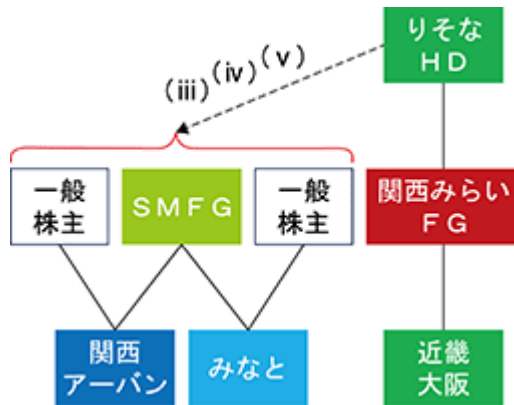 りそな
ＨＤ
(iii)(iv)(v)
一般
株主
ＳＭＦＧ
一般
株主
関西みらい
ＦＧ
関西
アーバン
みなと
近畿
大阪